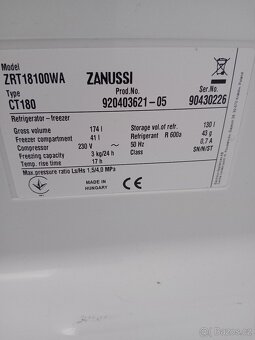 Model
ZRT18100WA ZANUSSI
Type Prod.No. Ser.No.
CT180 920403621-05 90430226
Refrigerator - freezer
Gross volume 174 l Storage vol.of refr. 130 l
Freezer compartment 41 l Refrigerant R 600a 43 g
Compressor 230 V ~ 50 Hz 0,7 A
Freezing capacity 3 kg/24 h Class SN/N/ST
Temp. rise time 17 h
Max.pressure ratio Ls/Hs 1,5/4,0 MPa
MADE IN
HUNGARY
CE
bazos.cz